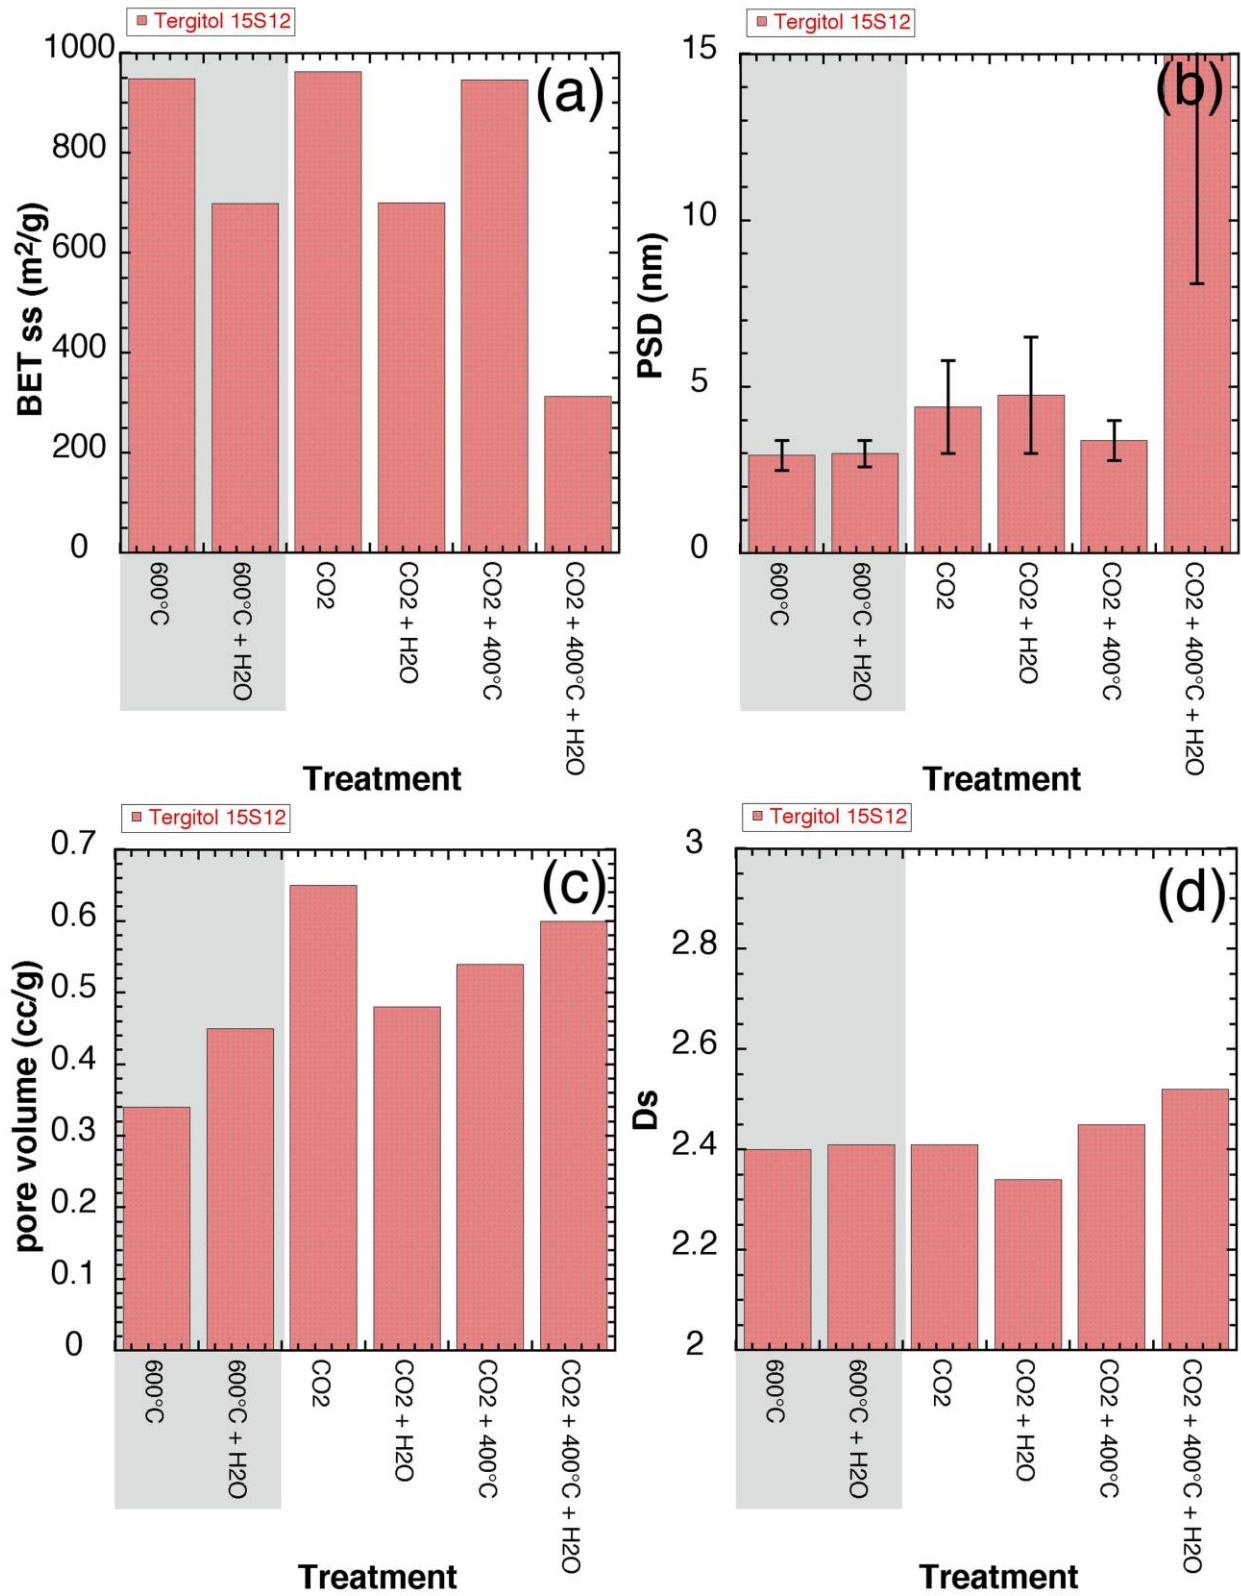 Tergitol 15S12
(a)
BET ss (m²/g)
1000
800
600
400
200
0
600°C
600°C + H2O
CO2
CO2 + H2O
CO2 + 400°C
CO2 + 400°C + H2O
Treatment
Tergitol 15S12
(b)
PSD (nm)
15
10
5
0
600°C
600°C + H2O
CO2
CO2 + H2O
CO2 + 400°C
CO2 + 400°C + H2O
Treatment
Tergitol 15S12
(c)
pore volume (cc/g)
0.7
0.6
0.5
0.4
0.3
0.2
0.1
0
600°C
600°C + H2O
CO2
CO2 + H2O
CO2 + 400°C
CO2 + 400°C + H2O
Treatment
Tergitol 15S12
(d)
Ds
3
2.8
2.6
2.4
2.2
2
600°C
600°C + H2O
CO2
CO2 + H2O
CO2 + 400°C
CO2 + 400°C + H2O
Treatment